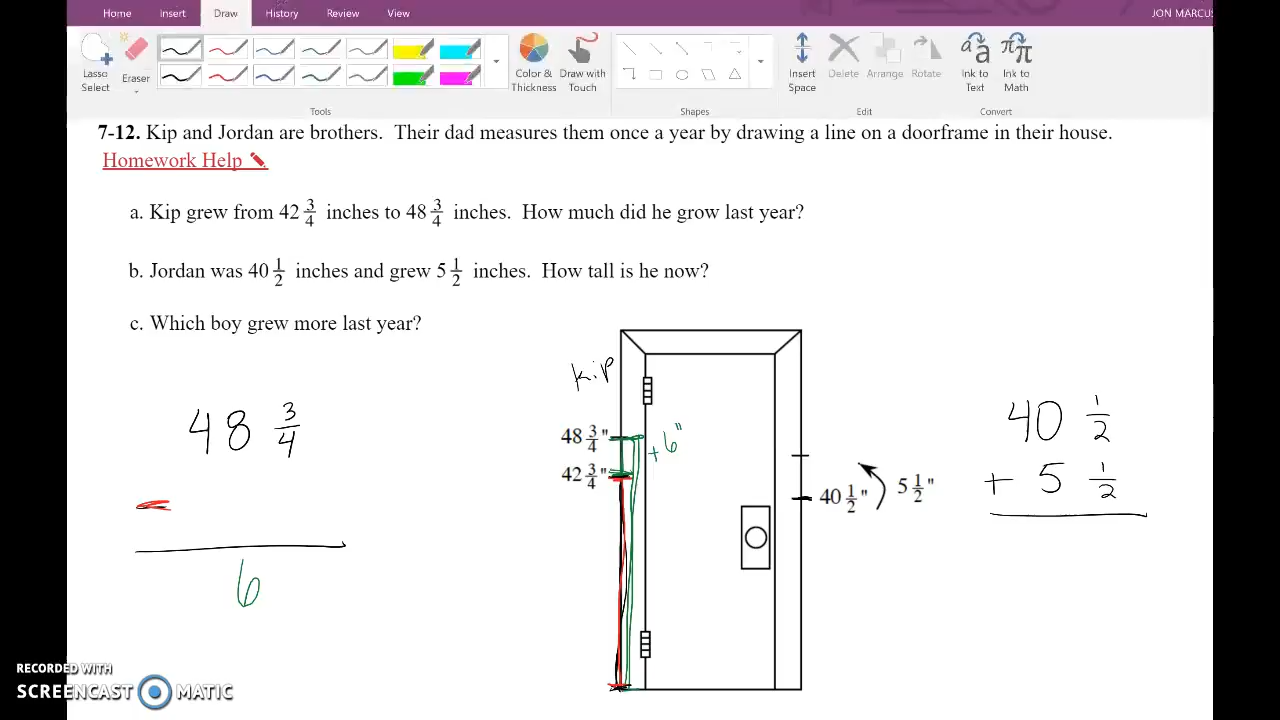 Home Insert Draw History Review View JON MARCUS
Lasso Select
Eraser
Color & Thickness
Draw with Touch
Insert Space
Delete
Arrange
Rotate
Ink to Text
Ink to Math
Tools Shapes Edit Convert
7-12. Kip and Jordan are brothers. Their dad measures them once a year by drawing a line on a doorframe in their house.
Homework Help
a. Kip grew from 42 3/4 inches to 48 3/4 inches. How much did he grow last year?
b. Jordan was 40 1/2 inches and grew 5 1/2 inches. How tall is he now?
c. Which boy grew more last year?
Kip
48 3/4
-
6
48 3/4"
42 3/4"
+6"
40 1/2"
5 1/2"
40 1/2
+ 5 1/2
RECORDED WITH
SCREENCAST MATIC